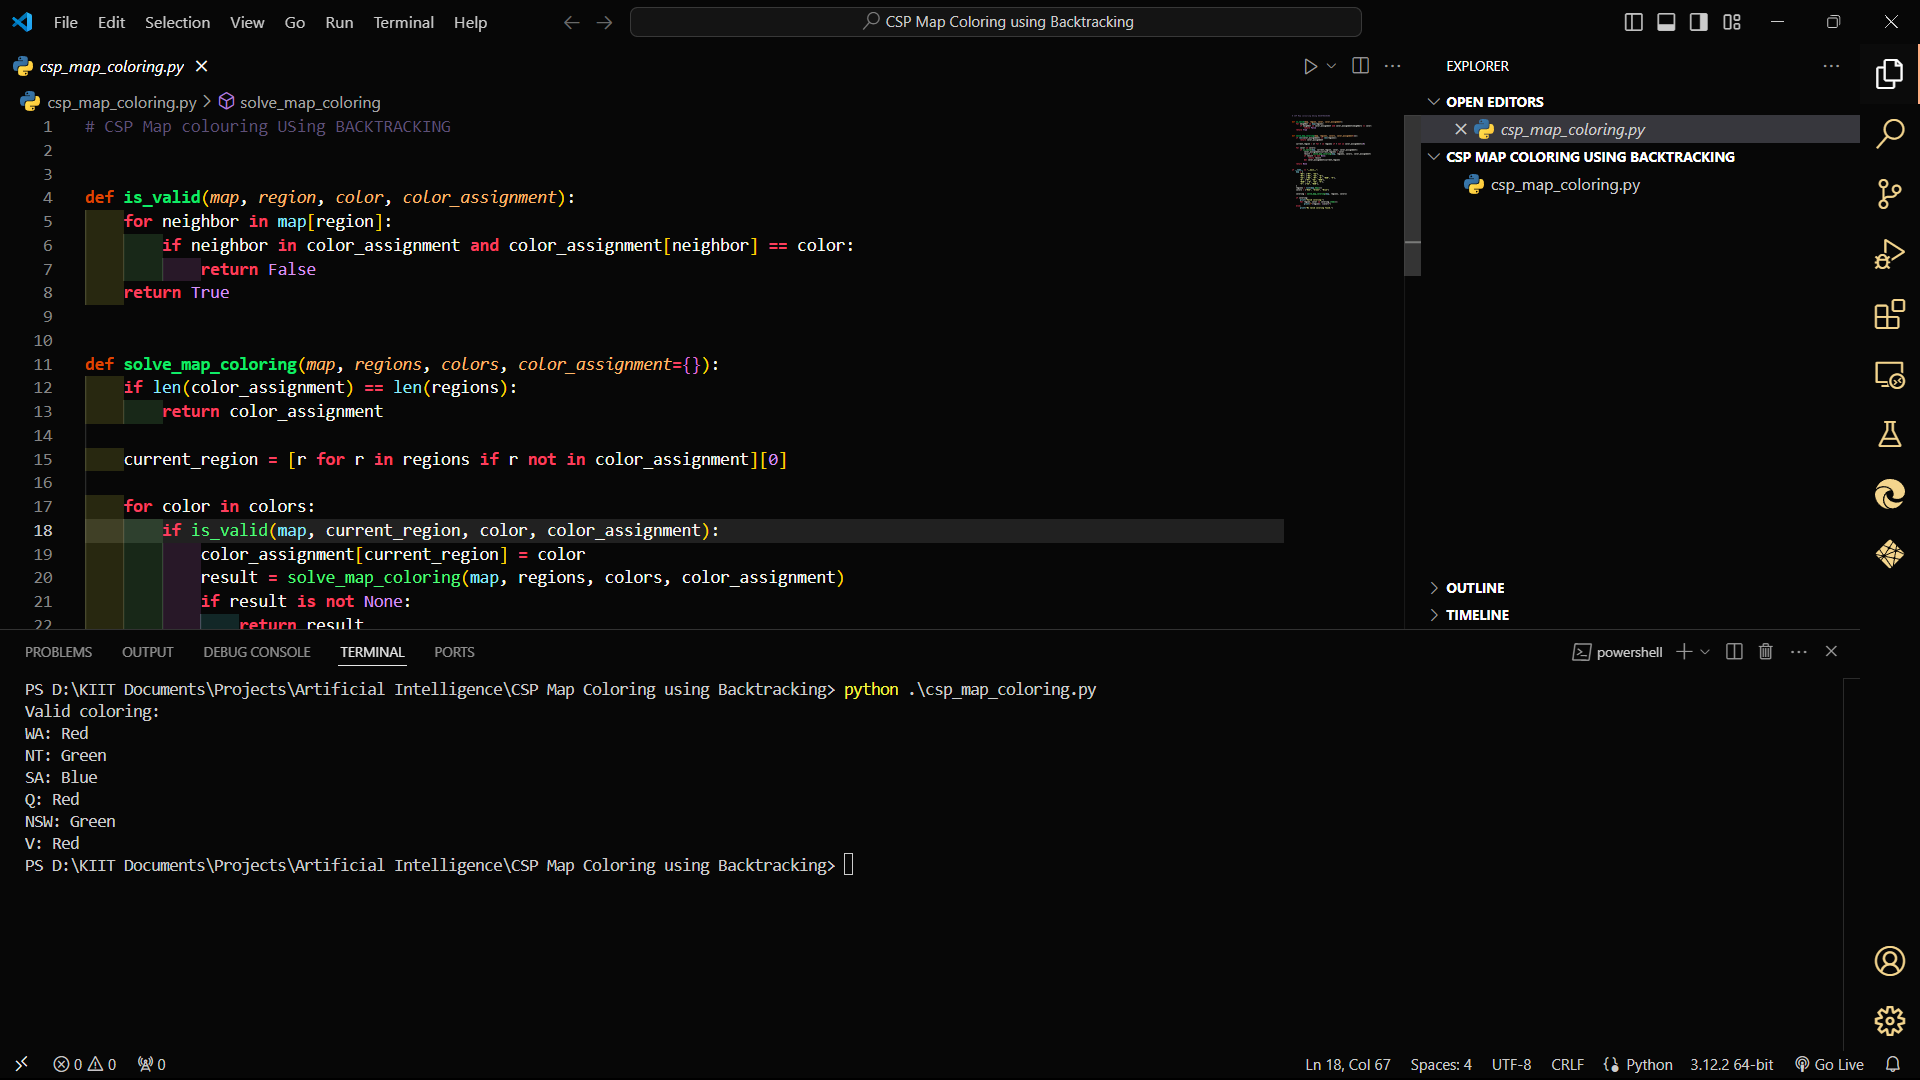 File Edit Selection View Go Run Terminal Help
CSP Map Coloring using Backtracking
csp_map_coloring.py
csp_map_coloring.py > solve_map_coloring
1 # CSP Map colouring USing BACKTRACKING
2
3
4 def is_valid(map, region, color, color_assignment):
5 for neighbor in map[region]:
6 if neighbor in color_assignment and color_assignment[neighbor] == color:
7 return False
8 return True
9
10
11 def solve_map_coloring(map, regions, colors, color_assignment={}):
12 if len(color_assignment) == len(regions):
13 return color_assignment
14
15 current_region = [r for r in regions if r not in color_assignment][0]
16
17 for color in colors:
18 if is_valid(map, current_region, color, color_assignment):
19 color_assignment[current_region] = color
20 result = solve_map_coloring(map, regions, colors, color_assignment)
21 if result is not None:
22 return result
EXPLORER
OPEN EDITORS
csp_map_coloring.py
CSP MAP COLORING USING BACKTRACKING
csp_map_coloring.py
OUTLINE
TIMELINE
PROBLEMS OUTPUT DEBUG CONSOLE TERMINAL PORTS
powershell
PS D:\KIIT Documents\Projects\Artificial Intelligence\CSP Map Coloring using Backtracking> python .\csp_map_coloring.py
Valid coloring:
WA: Red
NT: Green
SA: Blue
Q: Red
NSW: Green
V: Red
PS D:\KIIT Documents\Projects\Artificial Intelligence\CSP Map Coloring using Backtracking>
0 0 0
Ln 18, Col 67 Spaces: 4 UTF-8 CRLF Python 3.12.2 64-bit Go Live